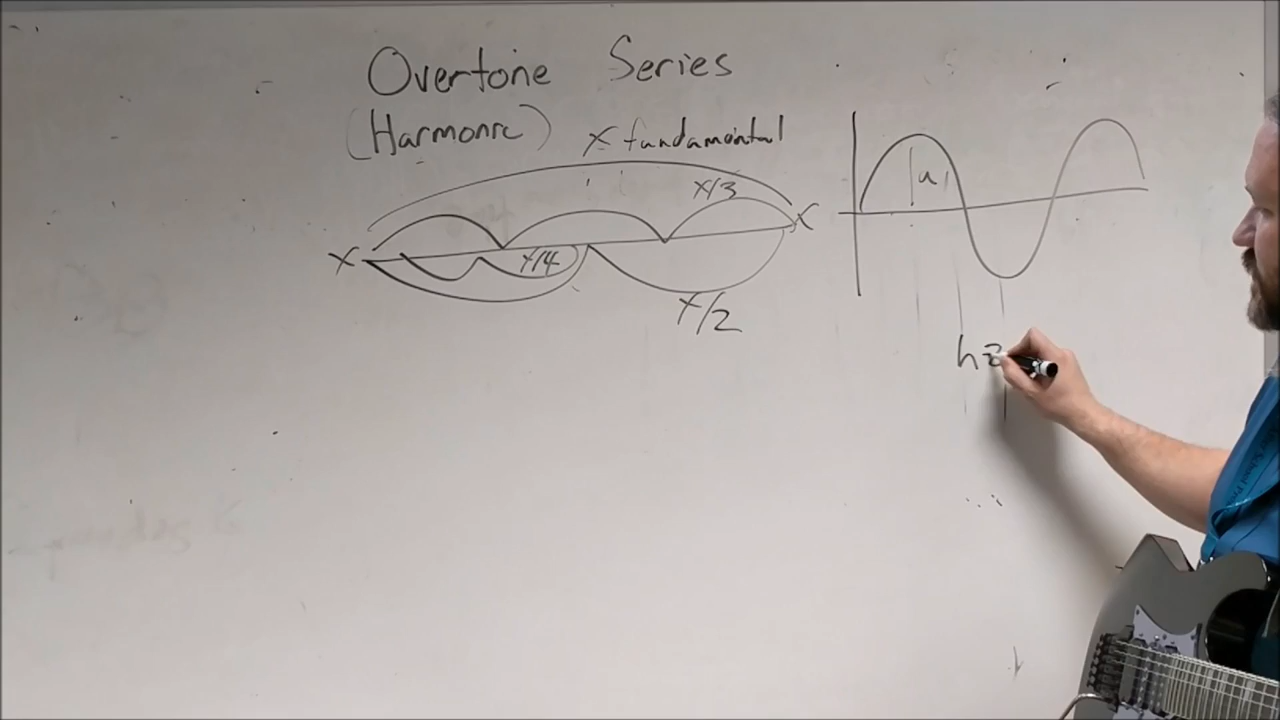 Overtone Series
(Harmonic)
X fundamental
X/3
X
X
X/4
X/2
a
hz